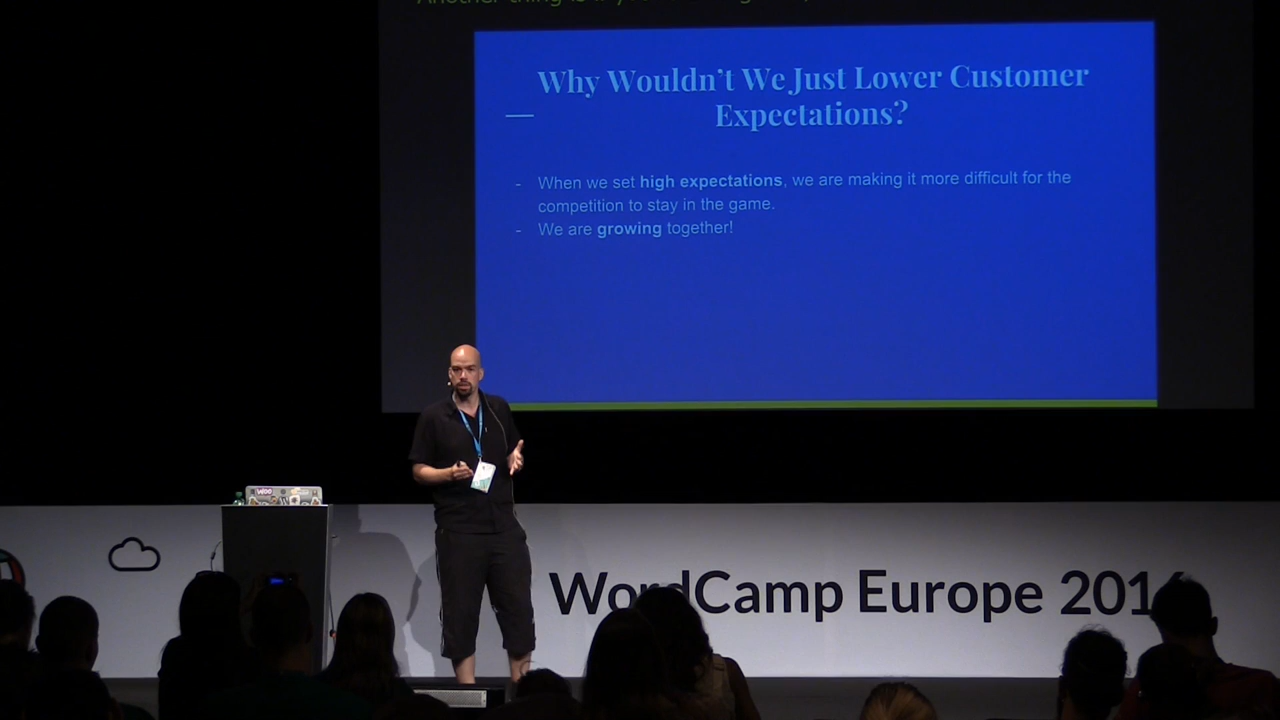 Why Wouldn't We Just Lower Customer
Expectations?
- When we set high expectations, we are making it more difficult for the
competition to stay in the game.
- We are growing together!
WOO
WordCamp Europe 201